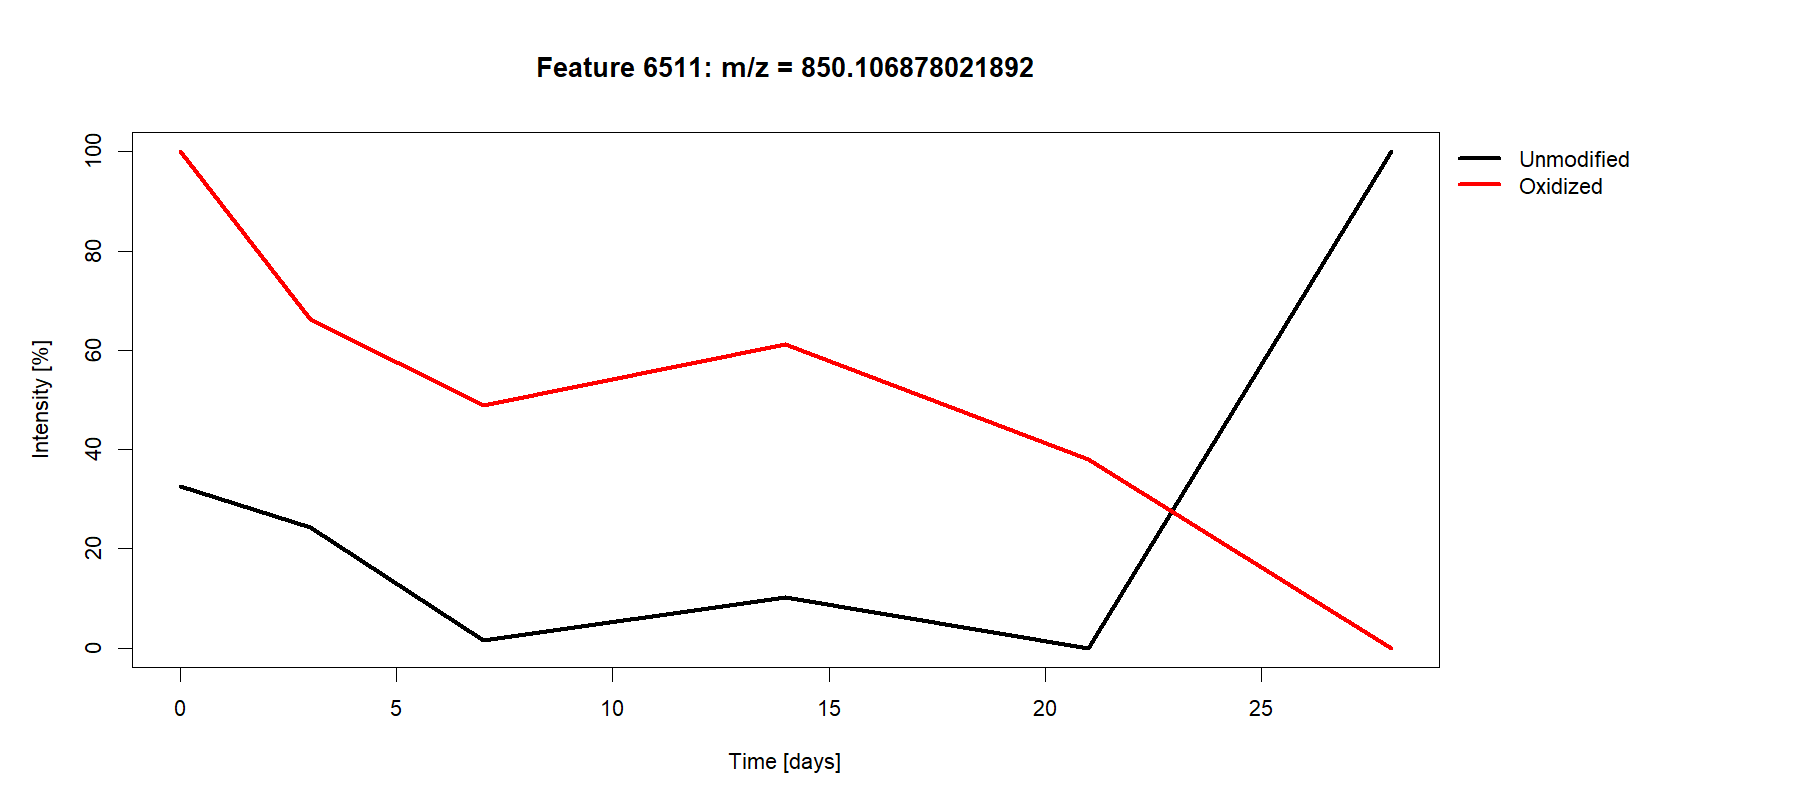 Feature 6511: m/z = 850.106878021892
Unmodified
Oxidized
Intensity [%]
100
80
60
40
20
0
0 5 10 15 20 25
Time [days]